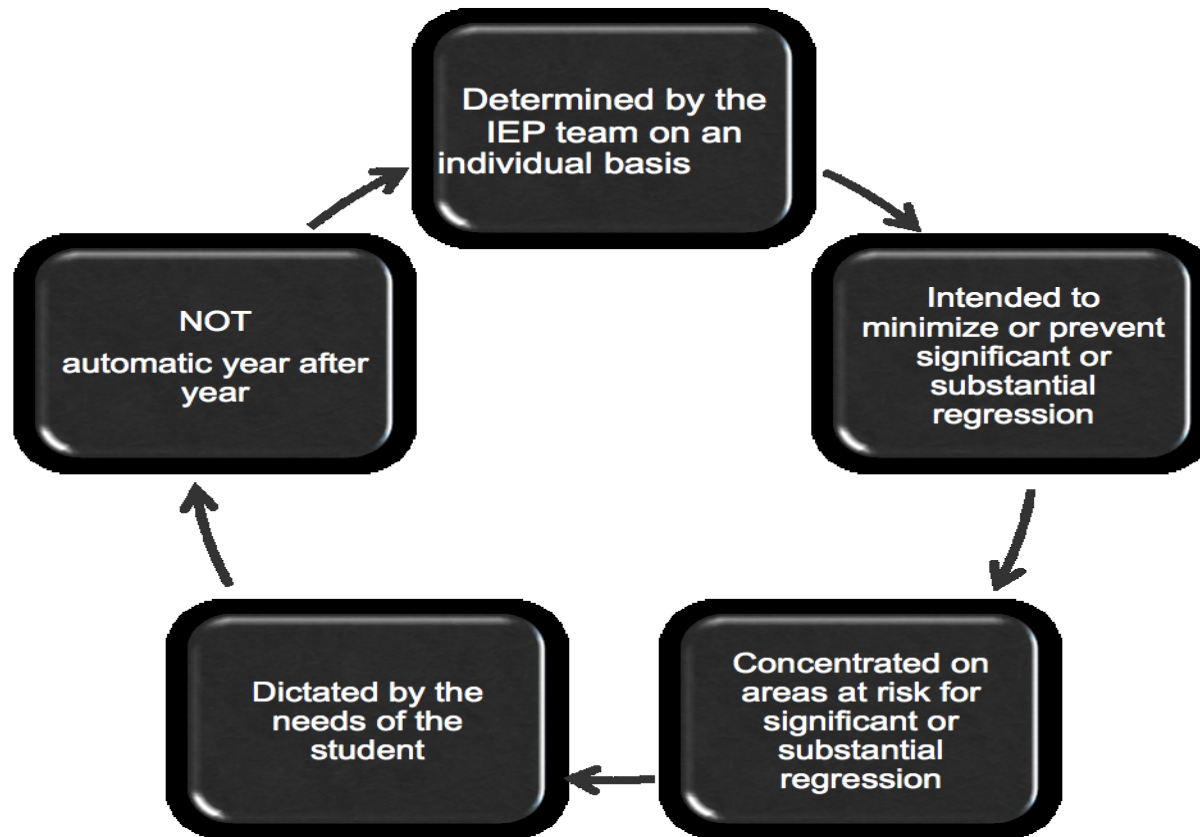 Determined by the
IEP team on an
individual basis
Intended to
minimize or prevent
significant or
substantial
regression
Concentrated on
areas at risk for
significant or
substantial
regression
Dictated by the
needs of the
student
NOT
automatic year after
year